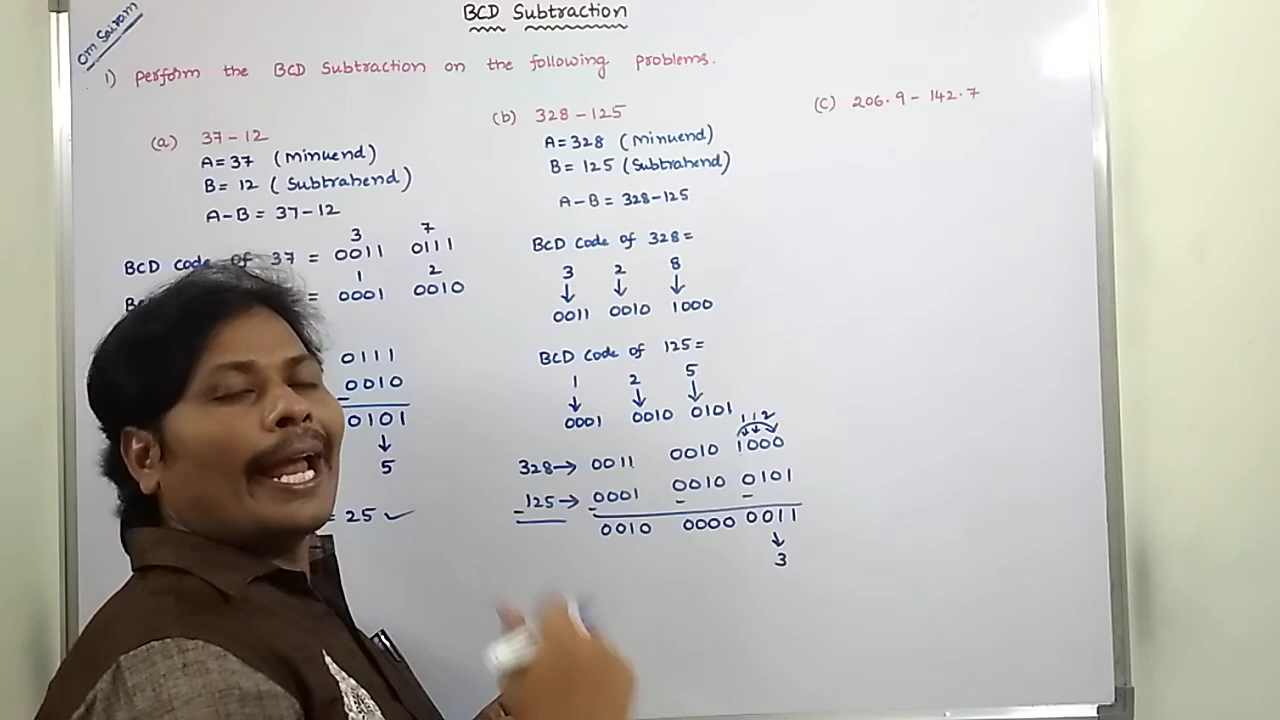 Om Sairam
BCD Subtraction
1) Perform the BCD Subtraction on the following problems.
(a) 37-12
A=37 (Minuend)
B= 12 (Subtrahend)
A-B = 37-12
3 7
BCD code of 37 = 0011 0111
1 2
= 0001 0010
0111
- 0010
0101
↓
5
= 25 ✓
(b) 328-125
A=328 (Minuend)
B= 125 (Subtrahend)
A-B = 328-125
BCD Code of 328=
3 2 8
↓ ↓ ↓
0011 0010 1000
BCD Code of 125=
1 2 5
↓ ↓ ↓
0001 0010 0101
1 1 2
328→ 0011 0010 1000
-125→ 0001 0010 0101
- - -
0010 0000 0011
↓
3
(C) 206.9-142.7